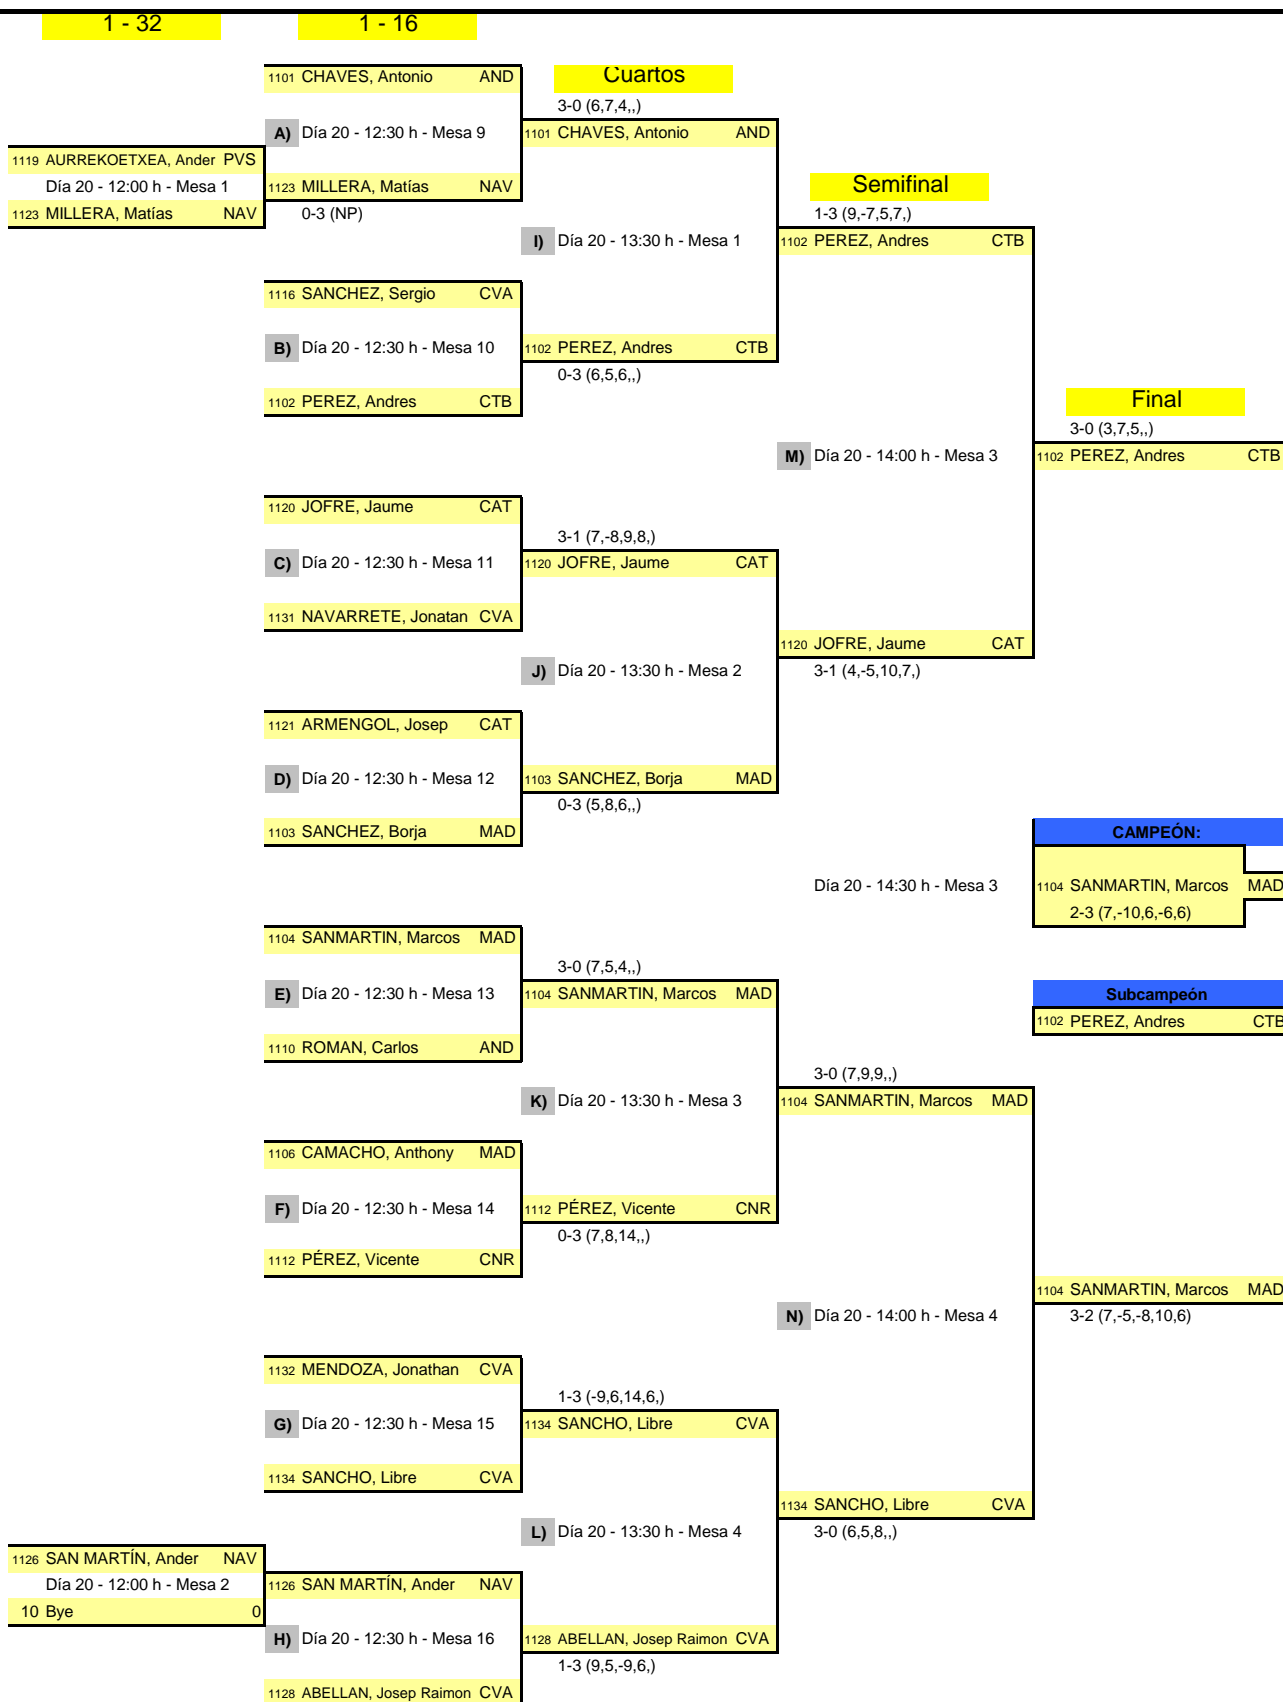 1 - 32 1 - 16
1101 CHAVES, Antonio AND Cuartos
3-0 (6,7,4,,)
A) Día 20 - 12:30 h - Mesa 9 1101 CHAVES, Antonio AND
1119 AURREKOETXEA, Ander PVS
Día 20 - 12:00 h - Mesa 1 1123 MILLERA, Matías NAV Semifinal
1123 MILLERA, Matías NAV 0-3 (NP) 1-3 (9,-7,5,7,)
I) Día 20 - 13:30 h - Mesa 1 1102 PEREZ, Andres CTB
1116 SANCHEZ, Sergio CVA
B) Día 20 - 12:30 h - Mesa 10 1102 PEREZ, Andres CTB
0-3 (6,5,6,,)
1102 PEREZ, Andres CTB Final
3-0 (3,7,5,,)
M) Día 20 - 14:00 h - Mesa 3 1102 PEREZ, Andres CTB
1120 JOFRE, Jaume CAT
3-1 (7,-8,9,8,)
C) Día 20 - 12:30 h - Mesa 11 1120 JOFRE, Jaume CAT
1131 NAVARRETE, Jonatan CVA
1120 JOFRE, Jaume CAT
J) Día 20 - 13:30 h - Mesa 2 3-1 (4,-5,10,7,)
1121 ARMENGOL, Josep CAT
D) Día 20 - 12:30 h - Mesa 12 1103 SANCHEZ, Borja MAD
0-3 (5,8,6,,)
1103 SANCHEZ, Borja MAD CAMPEÓN:
Día 20 - 14:30 h - Mesa 3 1104 SANMARTIN, Marcos MAD
2-3 (7,-10,6,-6,6)
1104 SANMARTIN, Marcos MAD
3-0 (7,5,4,,)
E) Día 20 - 12:30 h - Mesa 13 1104 SANMARTIN, Marcos MAD Subcampeón
1102 PEREZ, Andres CTB
1110 ROMAN, Carlos AND
3-0 (7,9,9,,)
K) Día 20 - 13:30 h - Mesa 3 1104 SANMARTIN, Marcos MAD
1106 CAMACHO, Anthony MAD
F) Día 20 - 12:30 h - Mesa 14 1112 PÉREZ, Vicente CNR
0-3 (7,8,14,,)
1112 PÉREZ, Vicente CNR
1104 SANMARTIN, Marcos MAD
N) Día 20 - 14:00 h - Mesa 4 3-2 (7,-5,-8,10,6)
1132 MENDOZA, Jonathan CVA
1-3 (-9,6,14,6,)
G) Día 20 - 12:30 h - Mesa 15 1134 SANCHO, Libre CVA
1134 SANCHO, Libre CVA
1134 SANCHO, Libre CVA
L) Día 20 - 13:30 h - Mesa 4 3-0 (6,5,8,,)
1126 SAN MARTÍN, Ander NAV
Día 20 - 12:00 h - Mesa 2 1126 SAN MARTÍN, Ander NAV
10 Bye 0
H) Día 20 - 12:30 h - Mesa 16 1128 ABELLAN, Josep Raimon CVA
1-3 (9,5,-9,6,)
1128 ABELLAN, Josep Raimon CVA